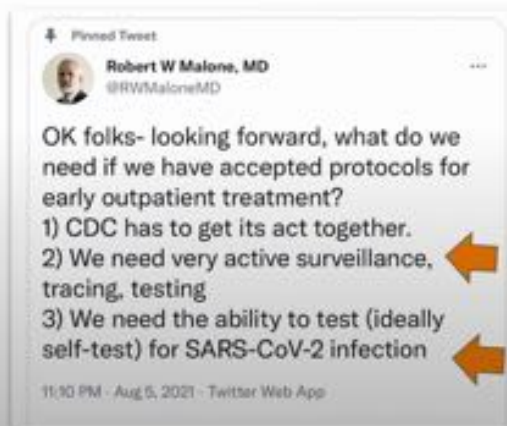 Pinned Tweet
Robert W Malone, MD
@RWMaloneMD
OK folks- looking forward, what do we
need if we have accepted protocols for
early outpatient treatment?
1) CDC has to get its act together.
2) We need very active surveillance,
tracing, testing
3) We need the ability to test (ideally
self-test) for SARS-CoV-2 infection
11:10 PM · Aug 5, 2021 · Twitter Web App